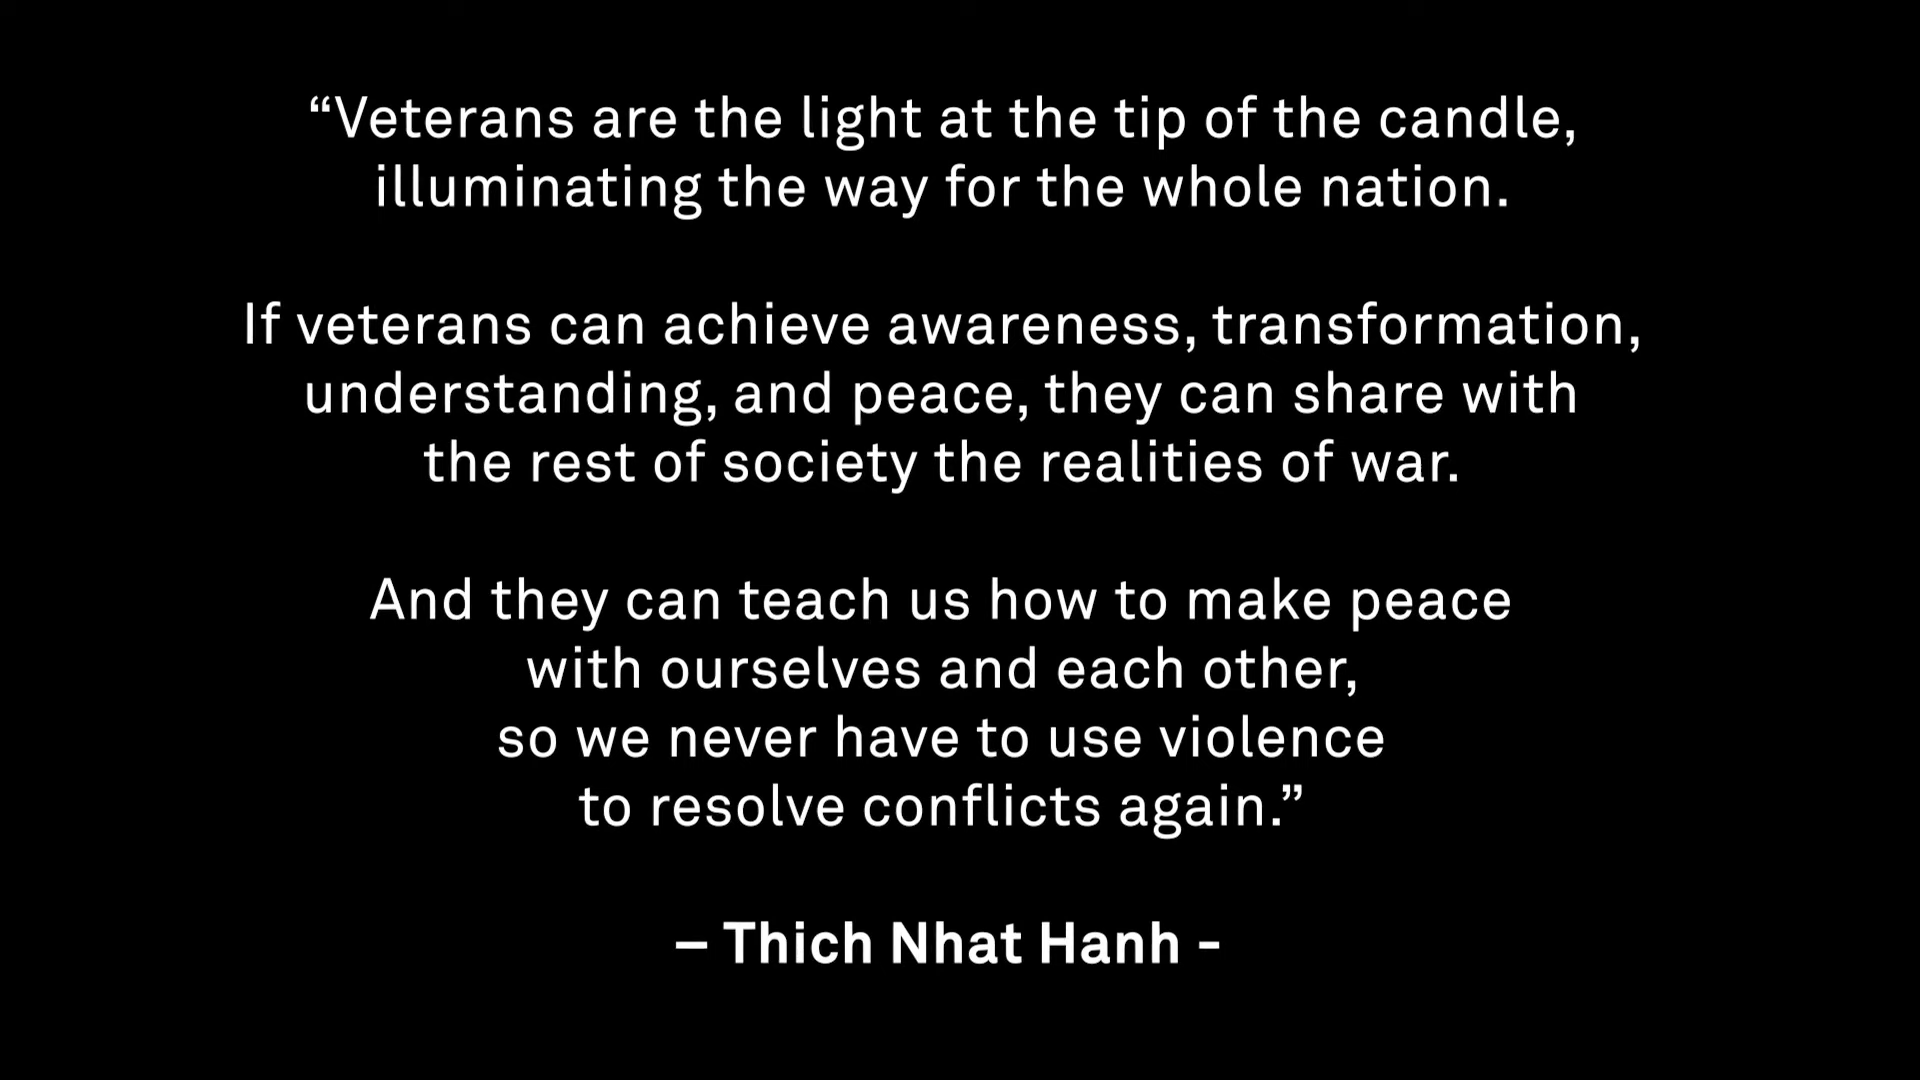 “Veterans are the light at the tip of the candle,
illuminating the way for the whole nation.
If veterans can achieve awareness, transformation,
understanding, and peace, they can share with
the rest of society the realities of war.
And they can teach us how to make peace
with ourselves and each other,
so we never have to use violence
to resolve conflicts again.”
– Thich Nhat Hanh -